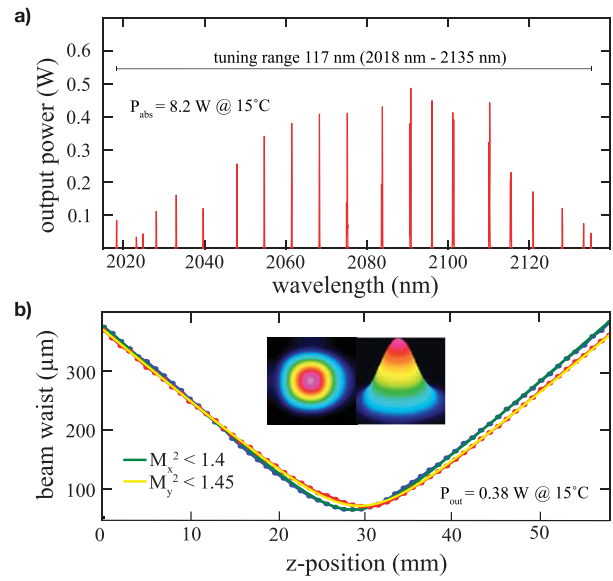 a)
tuning range 117 nm (2018 nm - 2135 nm)
P_abs = 8.2 W @ 15˚C
output power (W)
0.6
0.5
0.4
0.3
0.2
0.1
2020 2040 2060 2080 2100 2120
wavelength (nm)
b)
beam waist (µm)
300
200
100
M_x^2 < 1.4
M_y^2 < 1.45
P_out = 0.38 W @ 15˚C
0 10 20 30 40 50
z-position (mm)